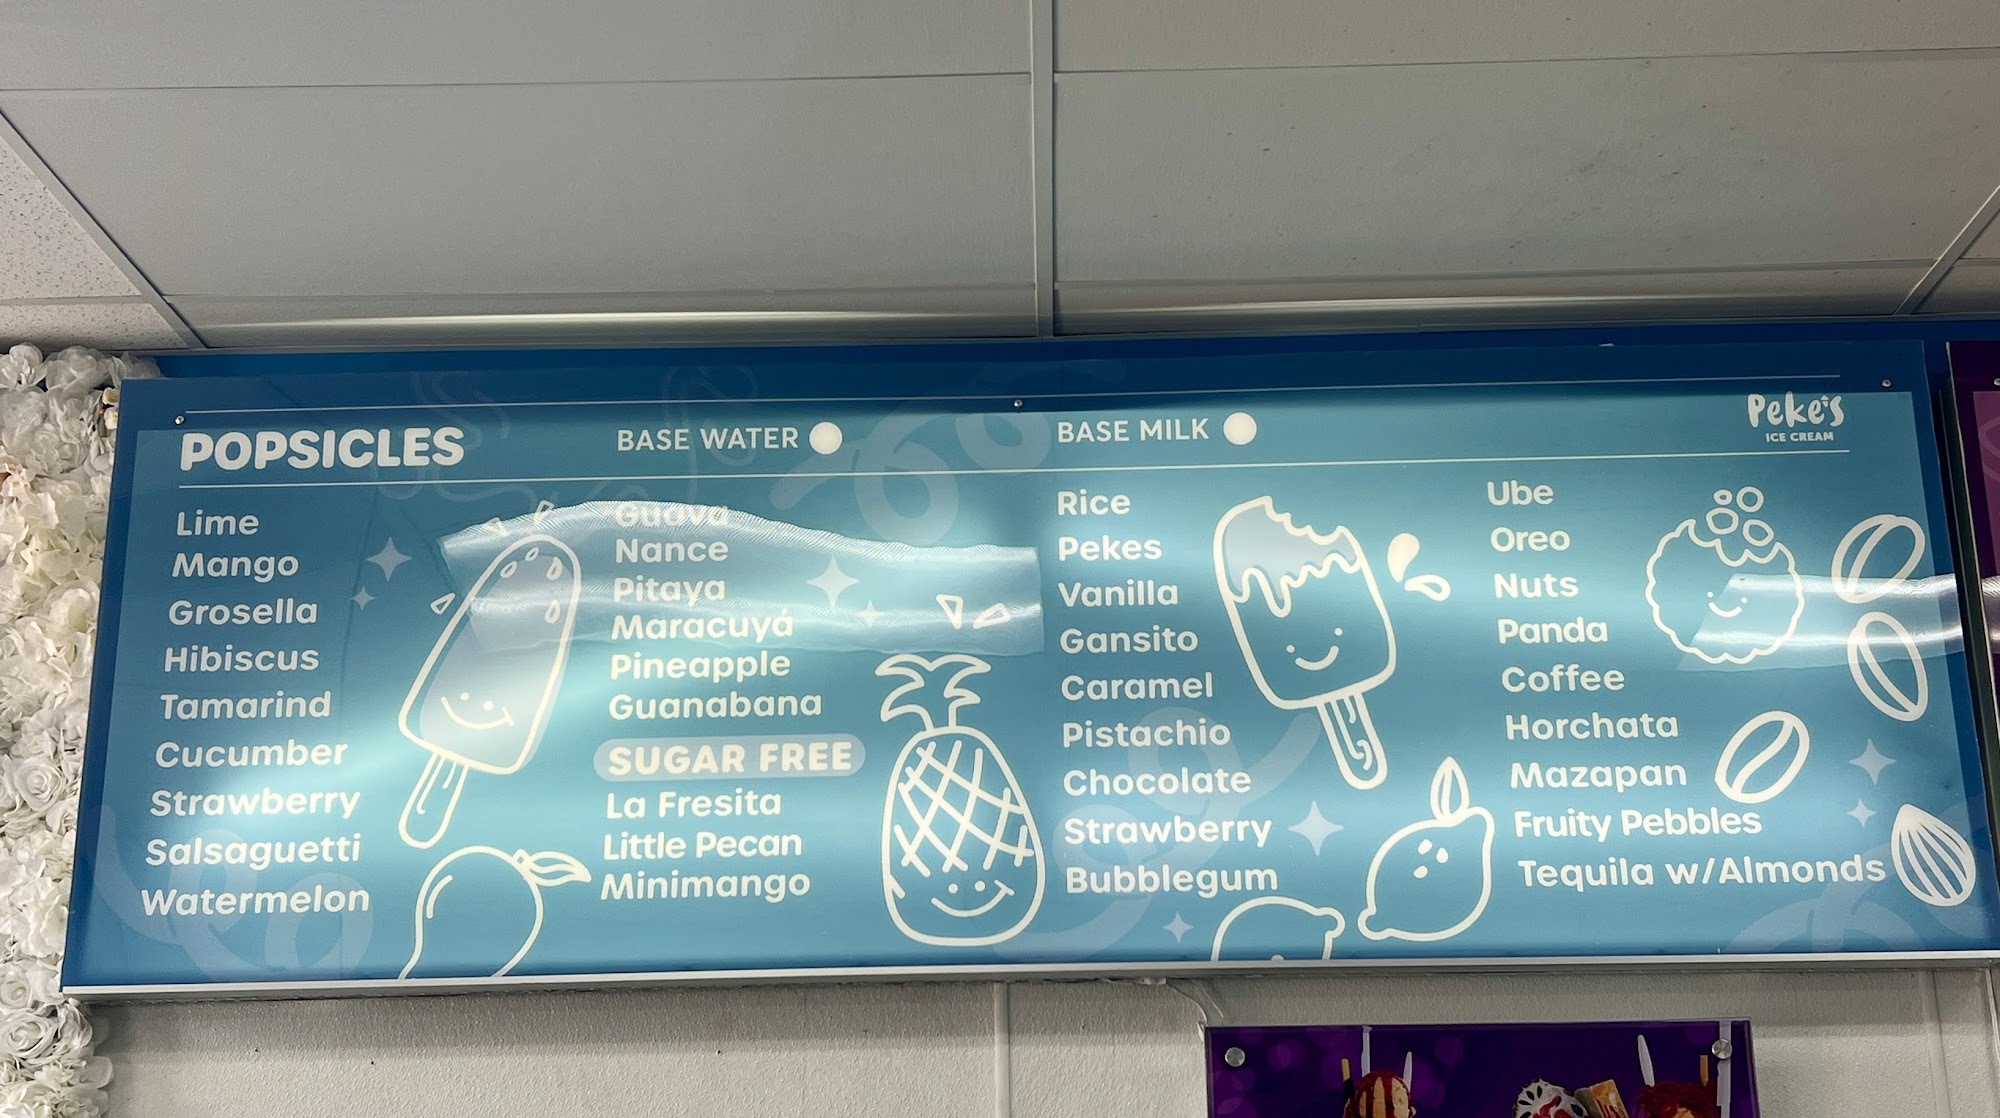 POPSICLES
BASE WATER
BASE MILK
Peke's
ICE CREAM
Lime
Mango
Grosella
Hibiscus
Tamarind
Cucumber
Strawberry
Salsaguetti
Watermelon
Guava
Nance
Pitaya
Maracuyá
Pineapple
Guanabana
SUGAR FREE
La Fresita
Little Pecan
Minimango
Rice
Pekes
Vanilla
Gansito
Caramel
Pistachio
Chocolate
Strawberry
Bubblegum
Ube
Oreo
Nuts
Panda
Coffee
Horchata
Mazapan
Fruity Pebbles
Tequila w/Almonds